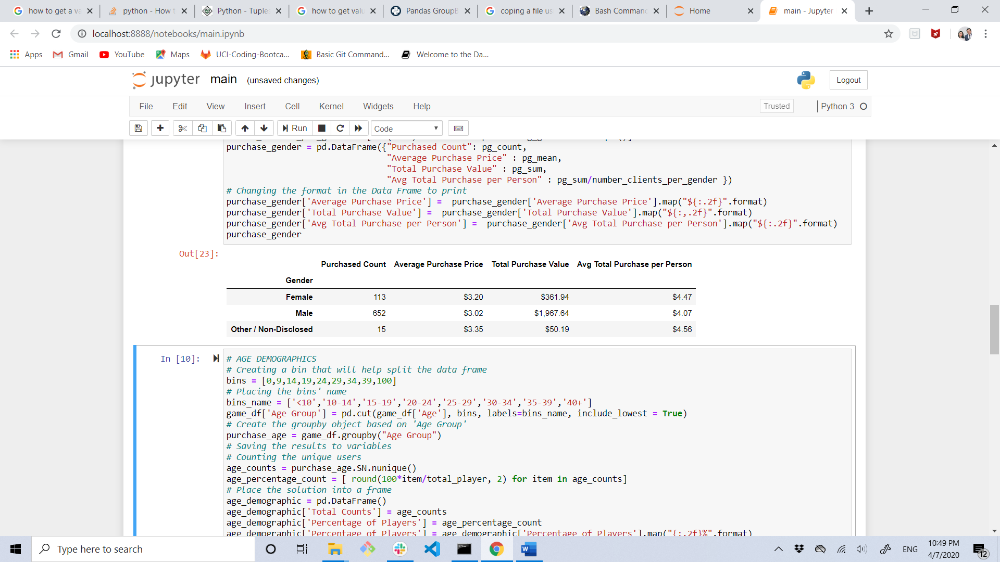 how to get a va
python - How t
Python - Tuples
how to get valu
Pandas GroupB
coping a file us
Bash Comman
Home
main - Jupyter
localhost:8888/notebooks/main.ipynb
Apps
Gmail
YouTube
Maps
UCI-Coding-Bootca...
Basic Git Command...
Welcome to the Da...
jupyter main (unsaved changes)
Logout
File Edit View Insert Cell Kernel Widgets Help
Trusted
Python 3
Run
Code
purchase_gender = pd.DataFrame({"Purchased Count": pg_count,
"Average Purchase Price" : pg_mean,
"Total Purchase Value" : pg_sum,
"Avg Total Purchase per Person" : pg_sum/number_clients_per_gender })
# Changing the format in the Data Frame to print
purchase_gender['Average Purchase Price'] =  purchase_gender['Average Purchase Price'].map("${:.2f}".format)
purchase_gender['Total Purchase Value'] =  purchase_gender['Total Purchase Value'].map("${:,.2f}".format)
purchase_gender['Avg Total Purchase per Person'] =  purchase_gender['Avg Total Purchase per Person'].map("${:.2f}".format)
purchase_gender
Out[23]:
Purchased Count Average Purchase Price Total Purchase Value Avg Total Purchase per Person
Gender
Female 113 $3.20 $361.94 $4.47
Male 652 $3.02 $1,967.64 $4.07
Other / Non-Disclosed 15 $3.35 $50.19 $4.56
In [10]:
# AGE DEMOGRAPHICS
# Creating a bin that will help split the data frame
bins = [0,9,14,19,24,29,34,39,100]
# Placing the bins' name
bins_name = ['<10','10-14','15-19','20-24','25-29','30-34','35-39','40+']
game_df['Age Group'] = pd.cut(game_df['Age'], bins, labels=bins_name, include_lowest = True)
# Create the groupby object based on 'Age Group'
purchase_age = game_df.groupby("Age Group")
# Saving the results to variables
# Counting the unique users
age_counts = purchase_age.SN.nunique()
age_percentage_count = [ round(100*item/total_player, 2) for item in age_counts]
# Place the solution into a frame
age_demographic = pd.DataFrame()
age_demographic['Total Counts'] = age_counts
age_demographic['Percentage of Players'] = age_percentage_count
age_demographic['Percentage of Players'] = age_demographic['Percentage of Players'].map("{:.2f}%".format)
Type here to search
ENG
10:49 PM
4/7/2020
12